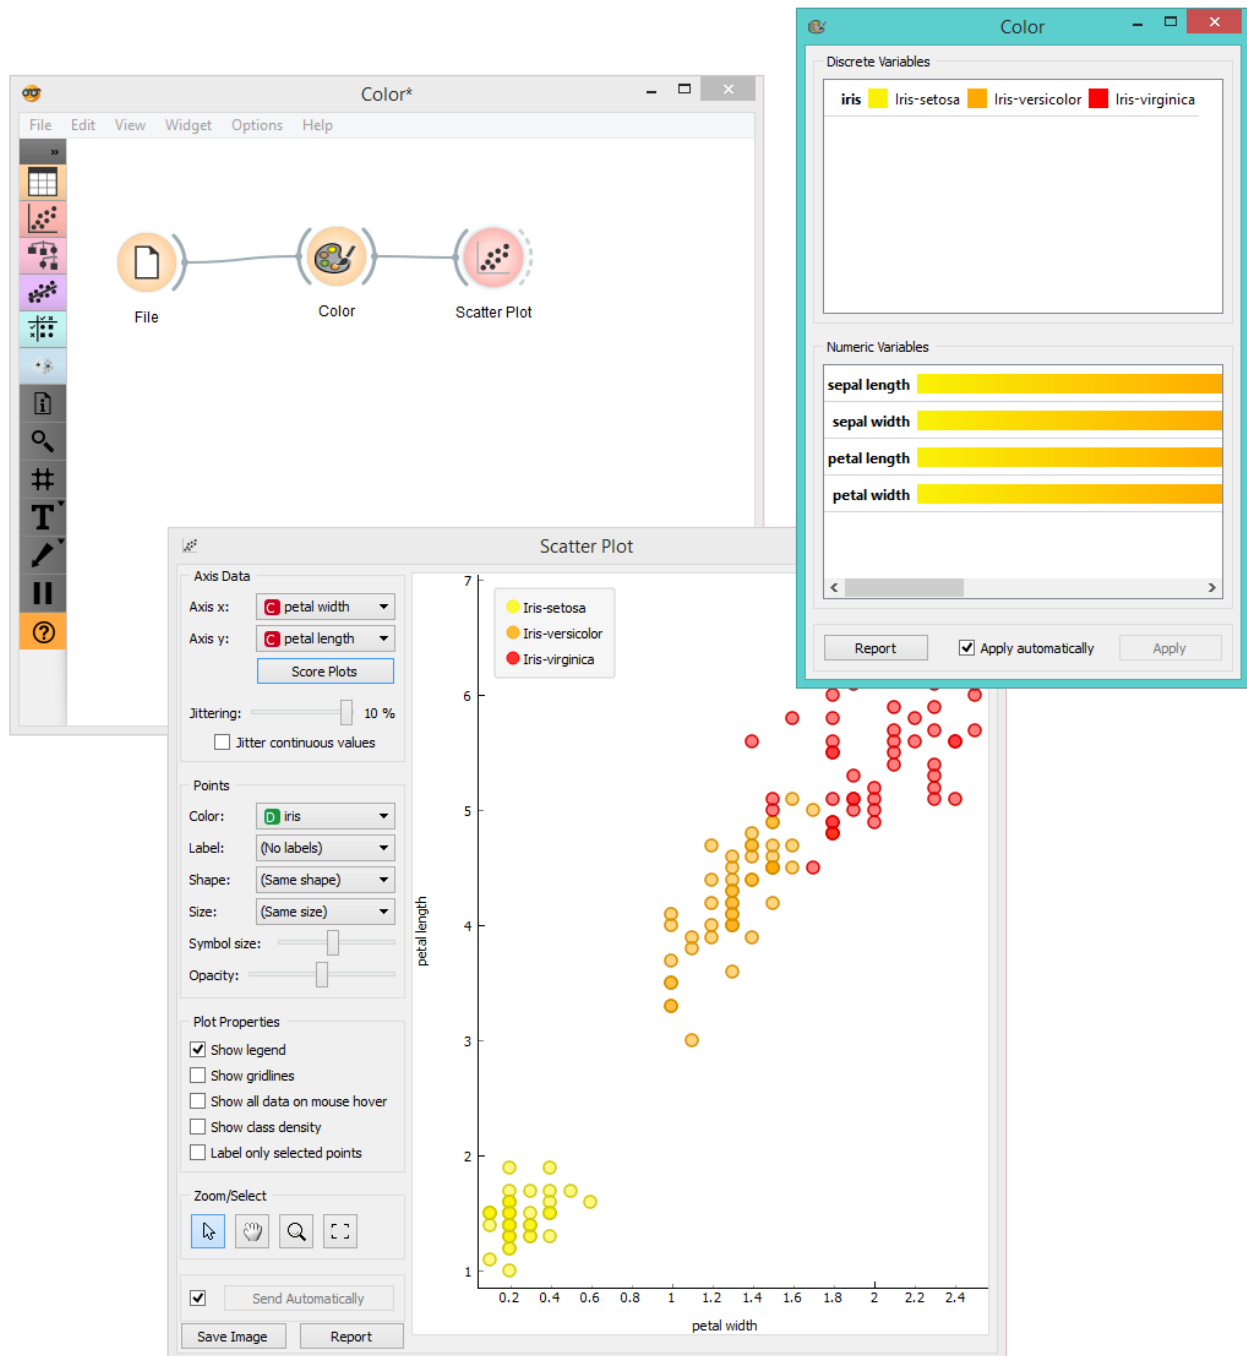 Color*
File Edit View Widget Options Help
»
File
Color
Scatter Plot
T
Color
Discrete Variables
iris Iris-setosa Iris-versicolor Iris-virginica
Numeric Variables
sepal length
sepal width
petal length
petal width
Report Apply automatically Apply
Scatter Plot
Axis Data
Axis x: C petal width
Axis y: C petal length
Score Plots
Jittering: 10 %
Jitter continuous values
Points
Color: D iris
Label: (No labels)
Shape: (Same shape)
Size: (Same size)
Symbol size:
Opacity:
Plot Properties
Show legend
Show gridlines
Show all data on mouse hover
Show class density
Label only selected points
Zoom/Select
Send Automatically
Save Image Report
Iris-setosa
Iris-versicolor
Iris-virginica
7
6
5
4
3
2
1
petal length
0.2 0.4 0.6 0.8 1 1.2 1.4 1.6 1.8 2 2.2 2.4
petal width